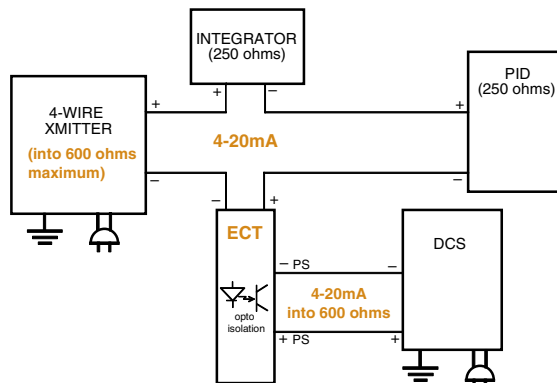 INTEGRATOR
(250 ohms)
+
−
4-WIRE
XMITTER
(into 600 ohms
maximum)
+
−
4-20mA
+
−
PID
(250 ohms)
−
+
ECT
opto
isolation
− PS
+ PS
4-20mA
into 600 ohms
−
+
DCS